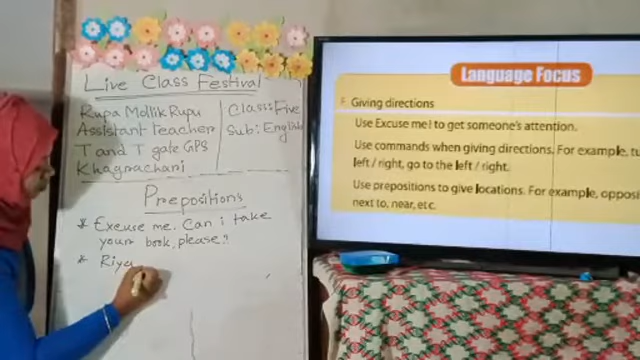 Live Class Festival
Rupa Mollik Rupu
Assistant Teacher
T and T gate GPS
Khagrachari
Class: Five
Sub: English
Prepositions
* Exeuse me. Can i take
your book, please?
* Riya
Language Focus
Giving directions
Use Excuse me! to get someone's attention.
Use commands when giving directions. For example, tu
left / right, go to the left / right.
Use prepositions to give locations. For example, opposi
next to, near, etc.